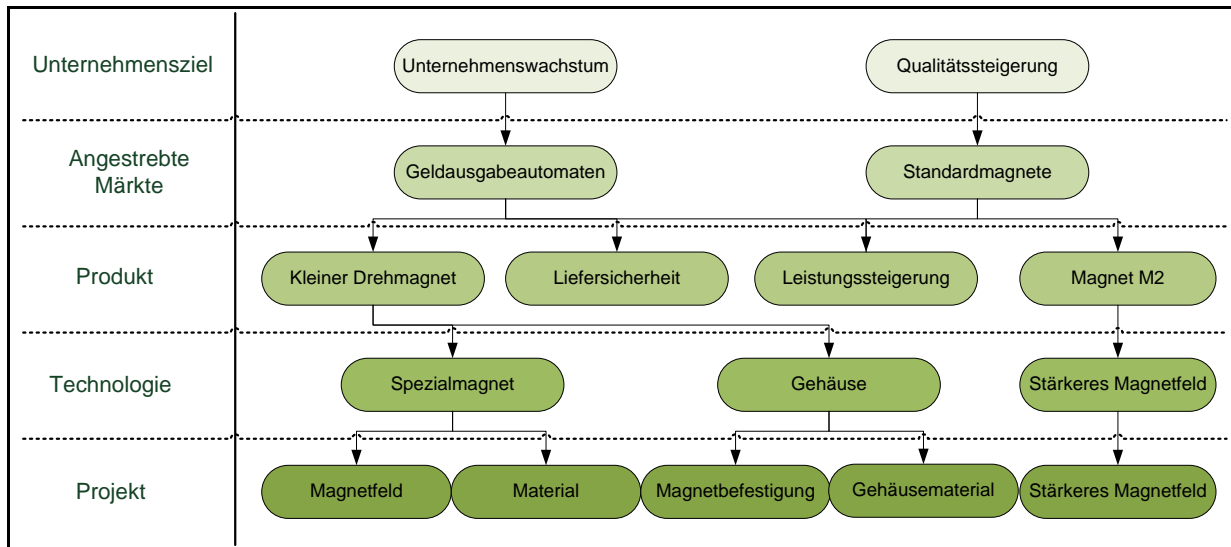 Unternehmensziel
Unternehmenswachstum
Qualitätssteigerung
Angestrebte
Märkte
Geldausgabeautomaten
Standardmagnete
Produkt
Kleiner Drehmagnet
Liefersicherheit
Leistungssteigerung
Magnet M2
Technologie
Spezialmagnet
Gehäuse
Stärkeres Magnetfeld
Projekt
Magnetfeld
Material
Magnetbefestigung
Gehäusematerial
Stärkeres Magnetfeld